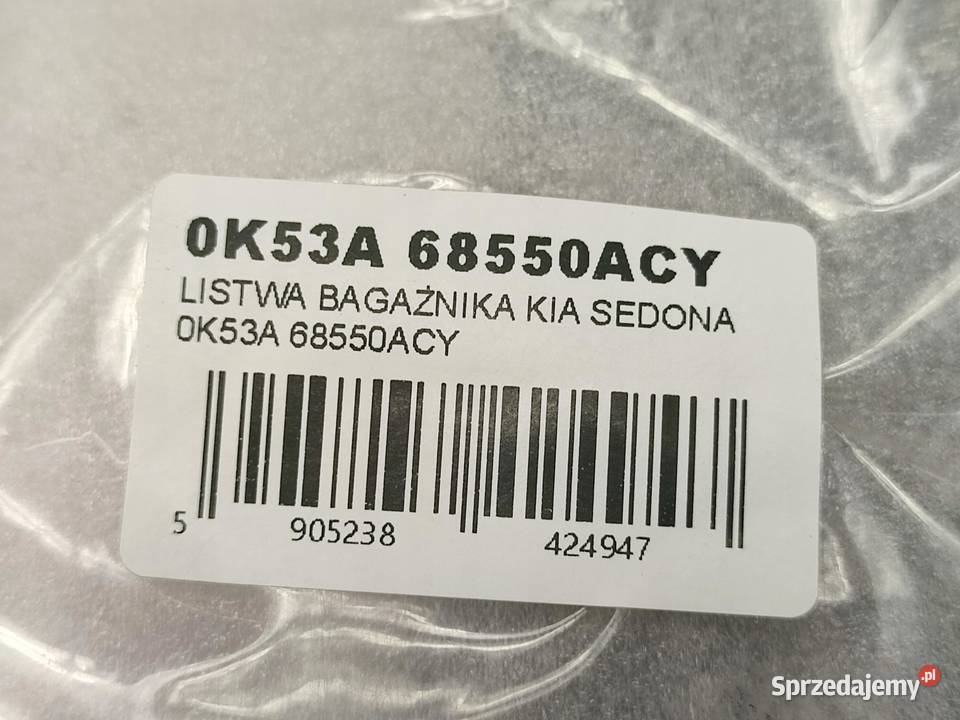 0K53A 68550ACY
LISTWA BAGAŻNIKA KIA SEDONA
0K53A 68550ACY
5 905238 424947
Sprzedajemy.pl